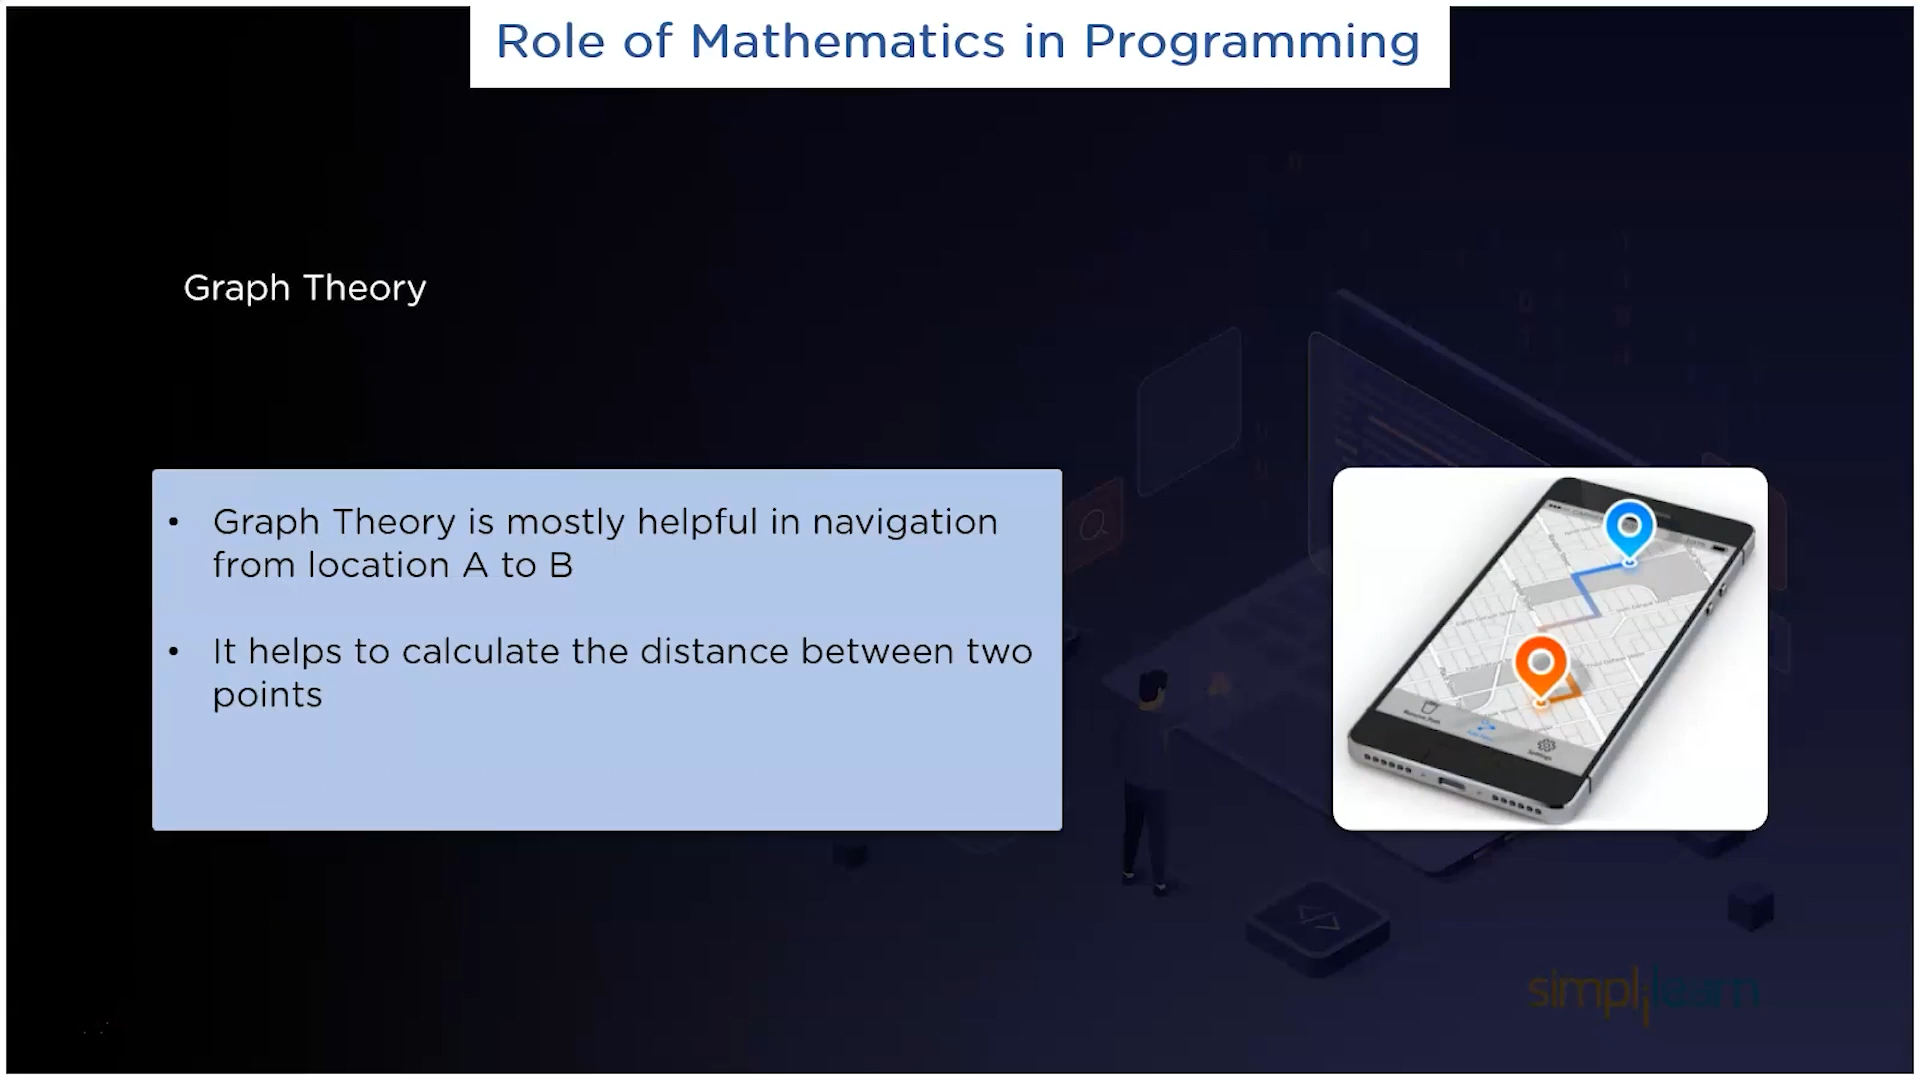 Role of Mathematics in Programming
Graph Theory
• Graph Theory is mostly helpful in navigation
from location A to B
• It helps to calculate the distance between two
points
simplilearn